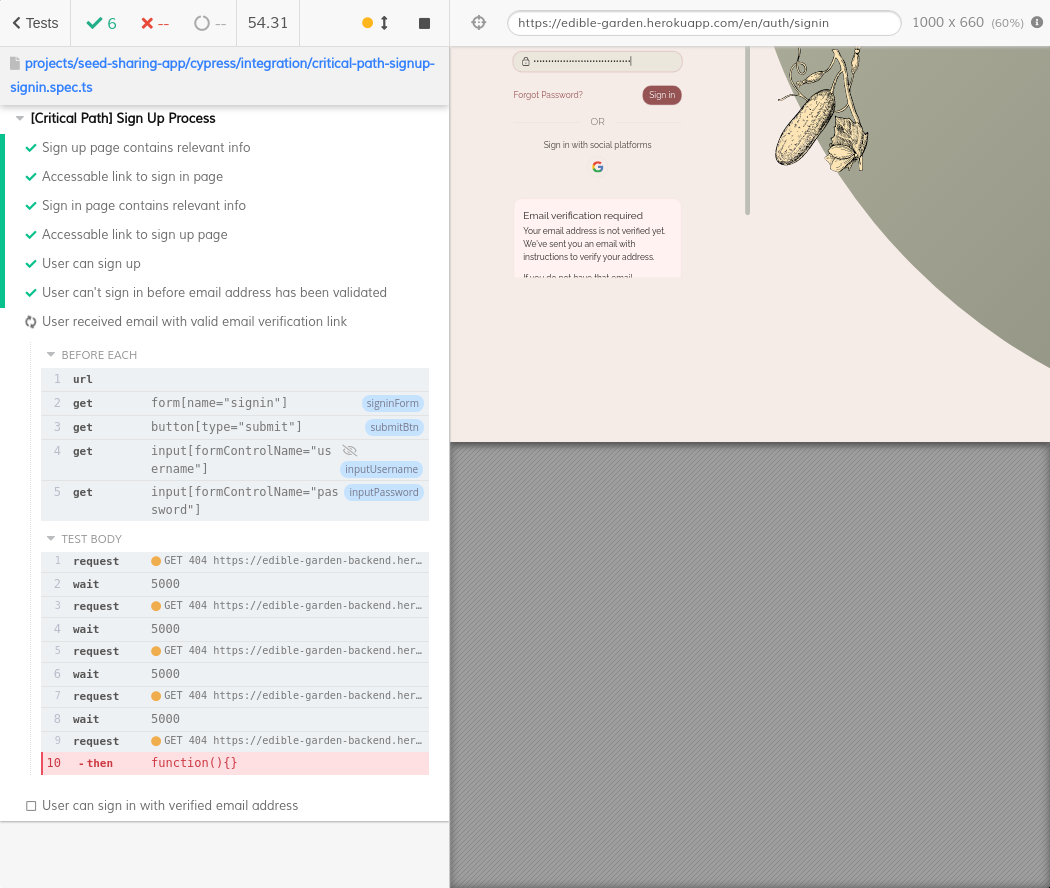 Tests
6
--
--
54.31
https://edible-garden.herokuapp.com/en/auth/signin
1000 x 660 (60%)
projects/seed-sharing-app/cypress/integration/critical-path-signup-
signin.spec.ts
[Critical Path] Sign Up Process
Sign up page contains relevant info
Accessable link to sign in page
Sign in page contains relevant info
Accessable link to sign up page
User can sign up
User can't sign in before email address has been validated
User received email with valid email verification link
BEFORE EACH
1 url
2 get form[name="signin"] signinForm
3 get button[type="submit"] submitBtn
4 get input[formControlName="us
ername"] inputUsername
5 get input[formControlName="pas inputPassword
sword"]
TEST BODY
1 request GET 404 https://edible-garden-backend.her…
2 wait 5000
3 request GET 404 https://edible-garden-backend.her…
4 wait 5000
5 request GET 404 https://edible-garden-backend.her…
6 wait 5000
7 request GET 404 https://edible-garden-backend.her…
8 wait 5000
9 request GET 404 https://edible-garden-backend.her…
10 -then function(){}
User can sign in with verified email address
Forgot Password?
Sign in
OR
Sign in with social platforms
Email verification required
Your email address is not verified yet.
We've sent you an email with
instructions to verify your address.
If you do not have that email